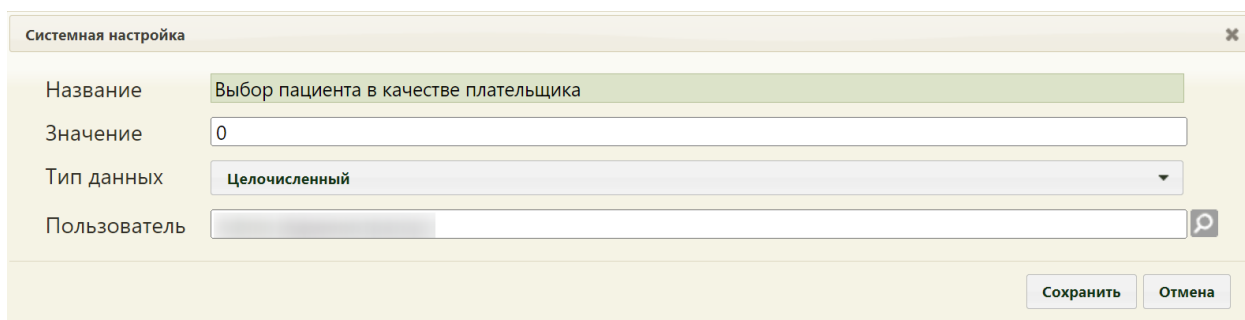 Системная настройка
Название Выбор пациента в качестве плательщика
Значение 0
Тип данных Целочисленный
Пользователь
Сохранить Отмена